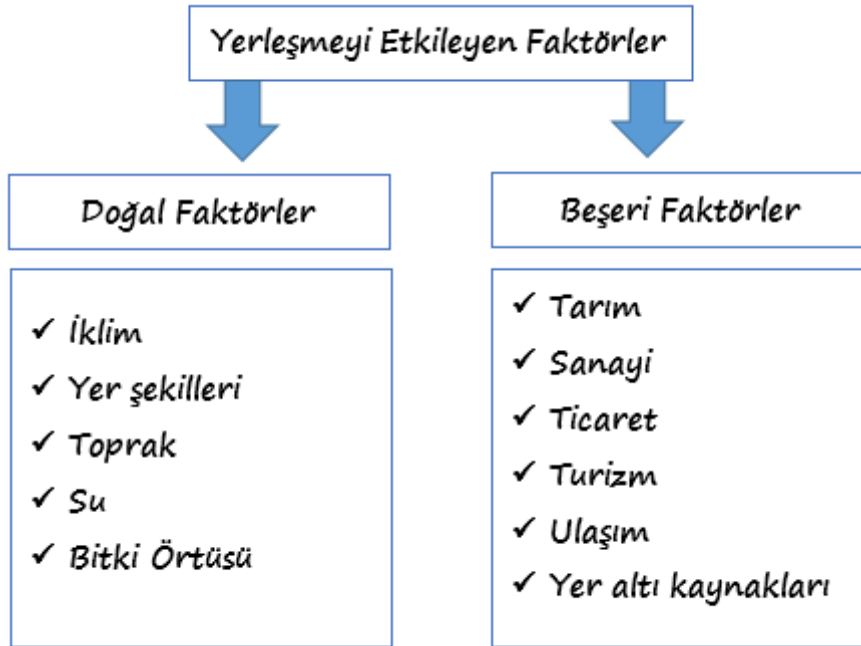 Yerleşmeyi Etkileyen Faktörler
Doğal Faktörler
✓ İklim
✓ Yer şekilleri
✓ Toprak
✓ Su
✓ Bitki Örtüsü
Beşeri Faktörler
✓ Tarım
✓ Sanayi
✓ Ticaret
✓ Turizm
✓ Ulaşım
✓ Yer altı kaynakları